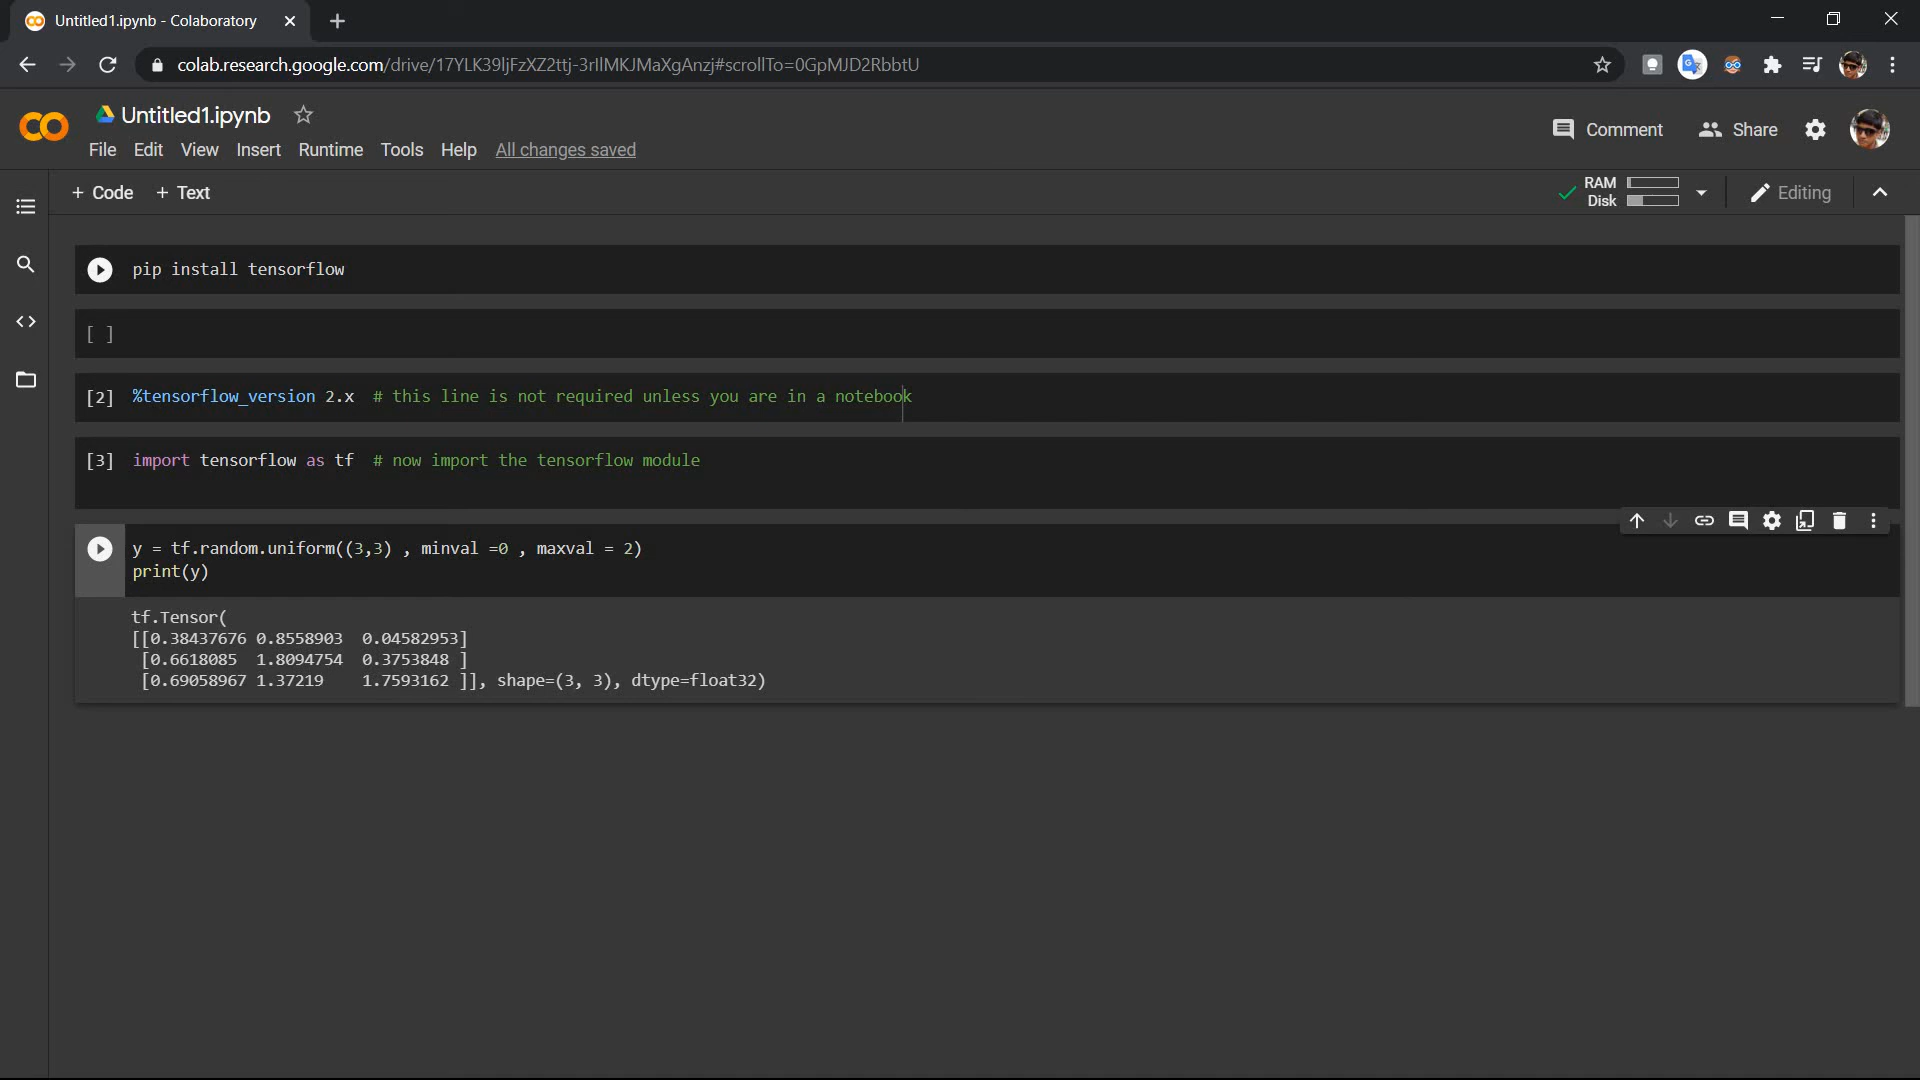 Untitled1.ipynb - Colaboratory
colab.research.google.com/drive/17YLK39ljFzXZ2ttj-3rIlMKJMaXgAnzj#scrollTo=0GpMJD2RbbtU
Untitled1.ipynb
Comment Share
File Edit View Insert Runtime Tools Help All changes saved
+ Code + Text
RAM
Disk
Editing
pip install tensorflow
[ ]
[2] %tensorflow_version 2.x  # this line is not required unless you are in a notebook
[3] import tensorflow as tf  # now import the tensorflow module
y = tf.random.uniform((3,3) , minval =0 , maxval = 2)
print(y)
tf.Tensor(
[[0.38437676 0.8558903  0.04582953]
 [0.6618085  1.8094754  0.3753848 ]
 [0.69058967 1.37219    1.7593162 ]], shape=(3, 3), dtype=float32)